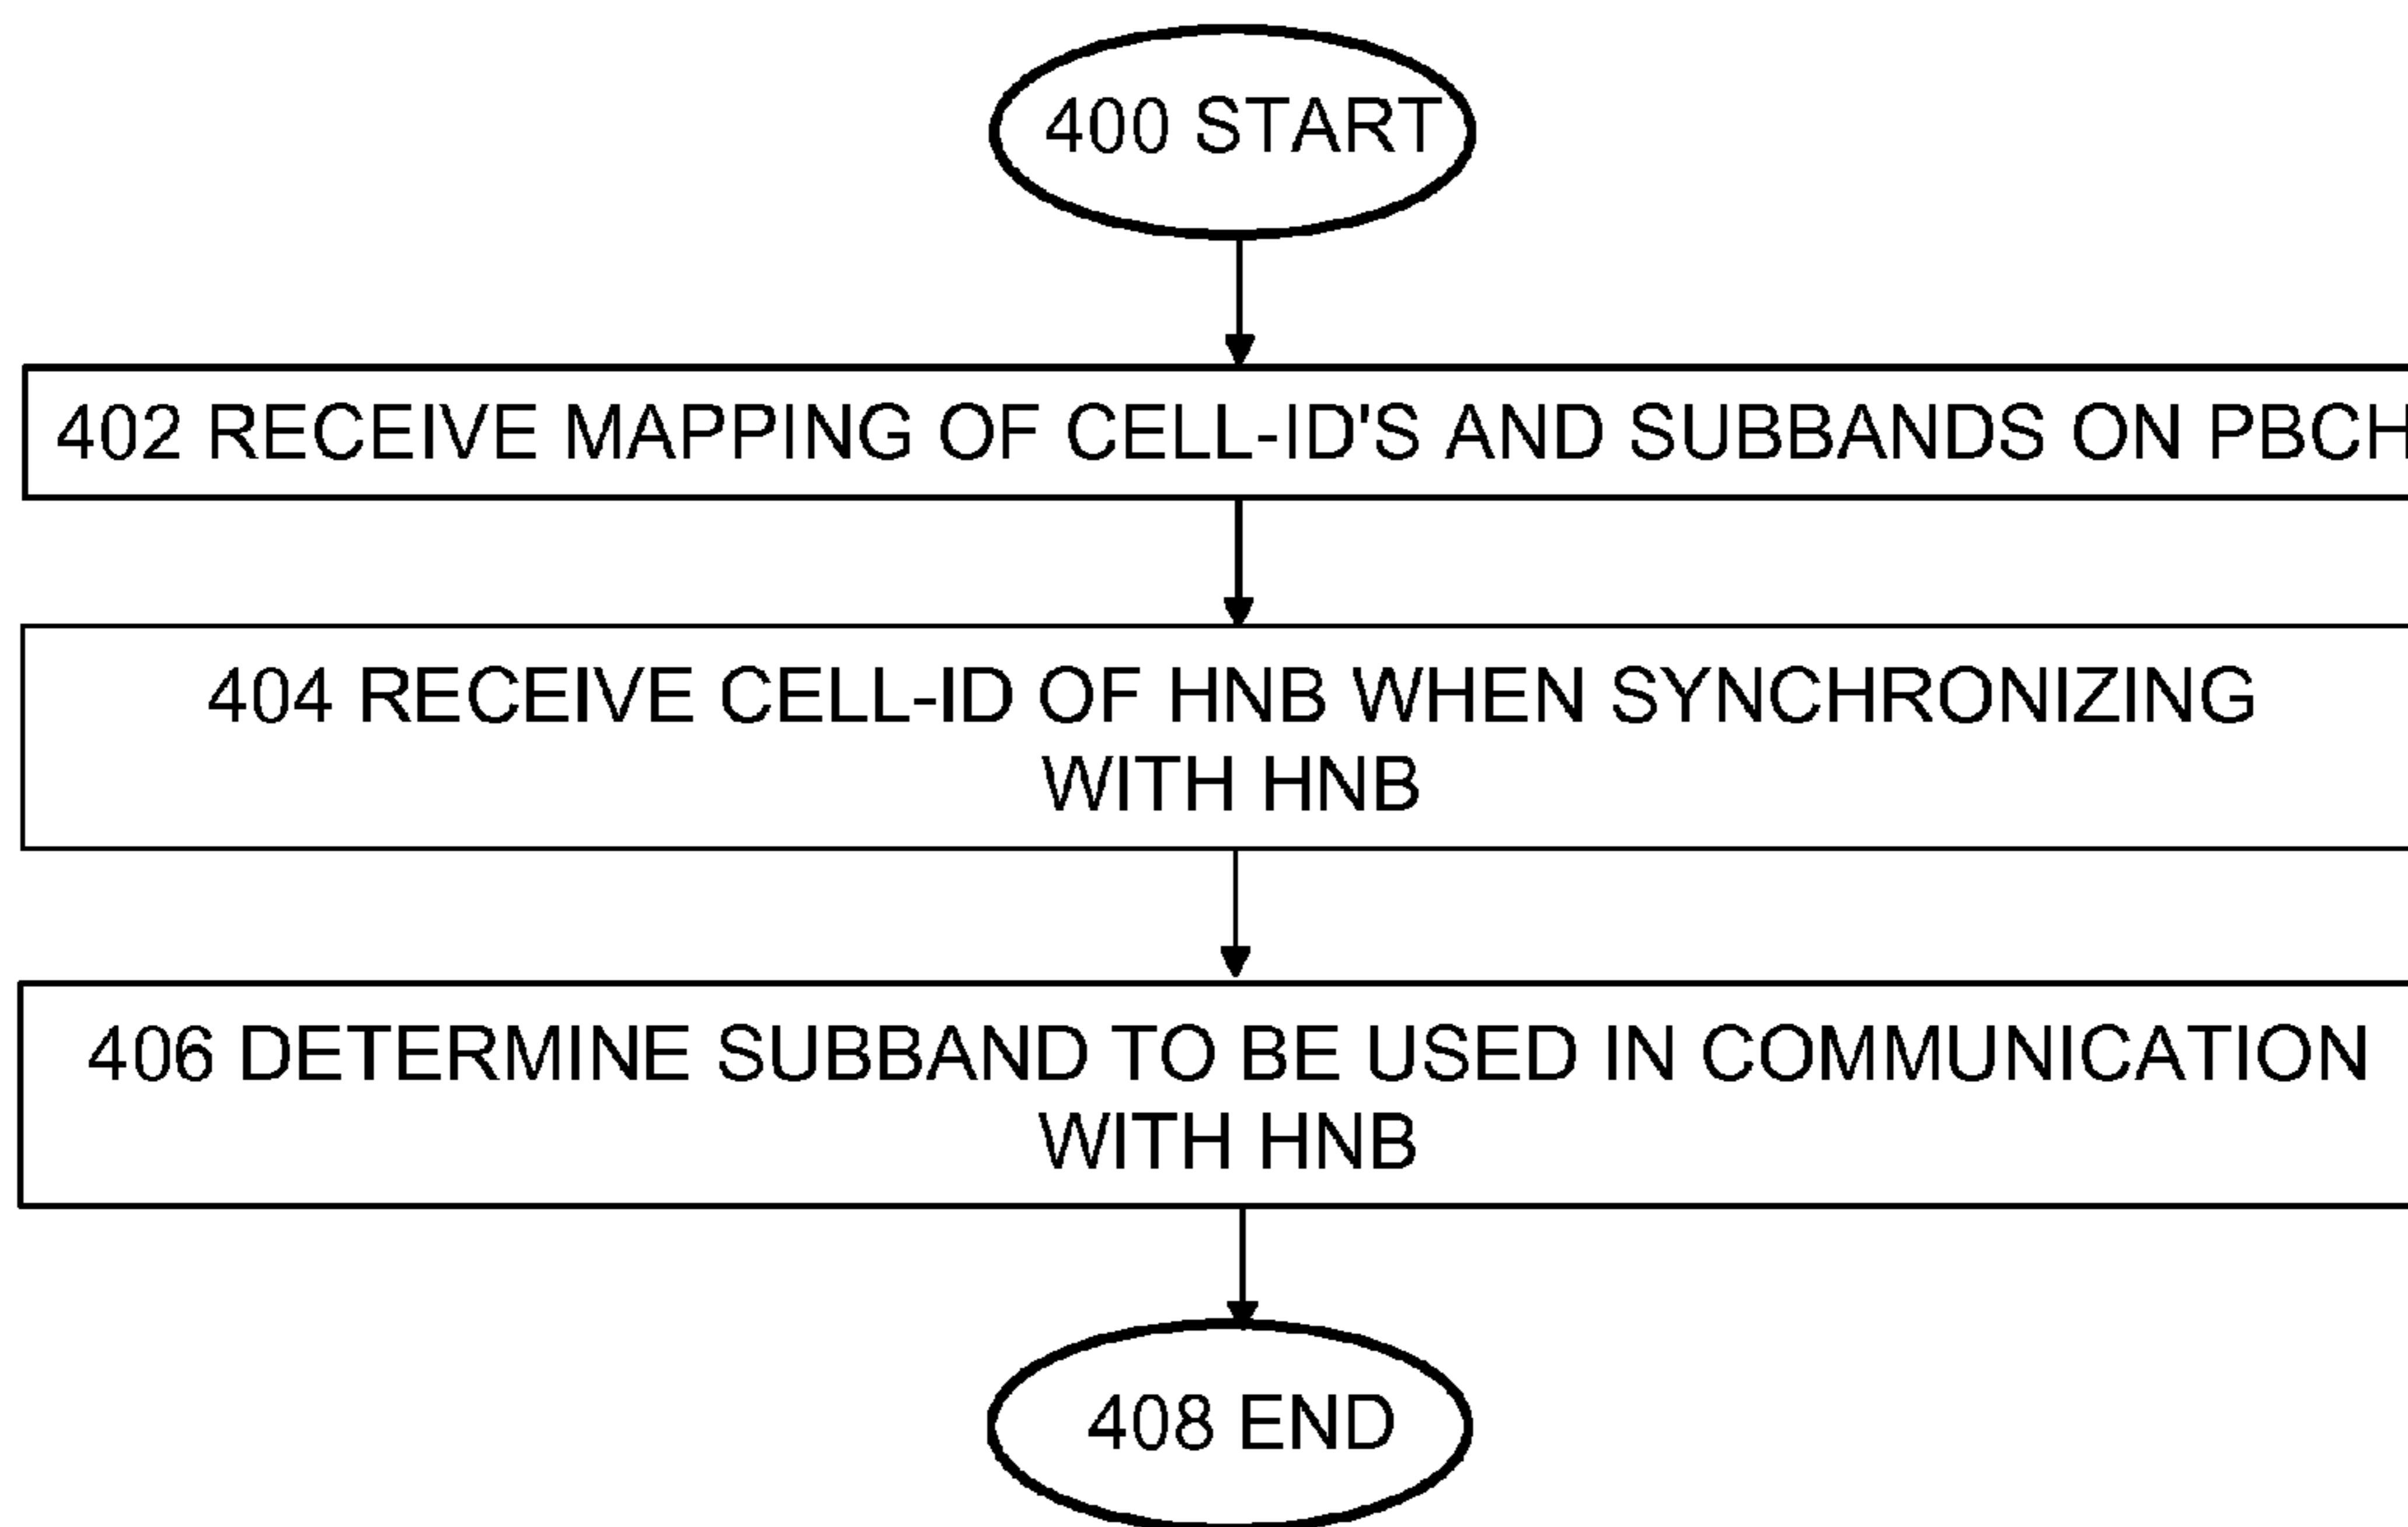 400 START
402 RECEIVE MAPPING OF CELL-ID'S AND SUBBANDS ON PBCH
404 RECEIVE CELL-ID OF HNB WHEN SYNCHRONIZING
WITH HNB
406 DETERMINE SUBBAND TO BE USED IN COMMUNICATION
WITH HNB
408 END